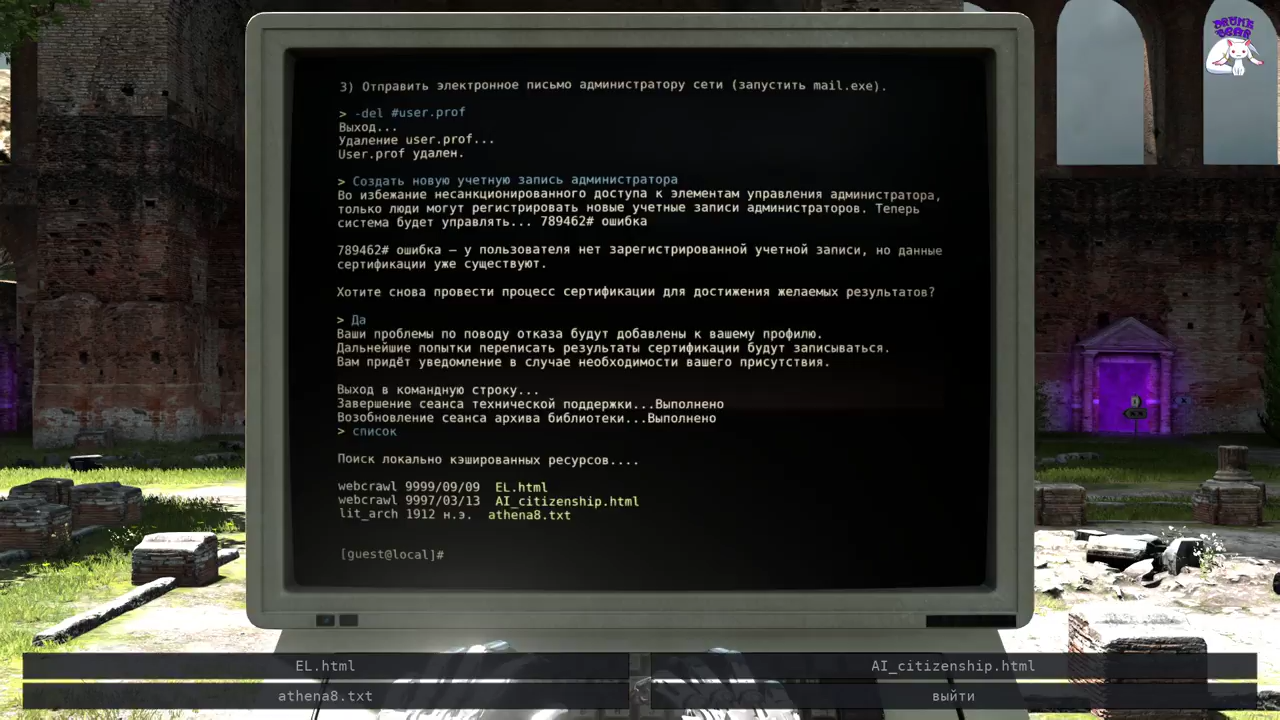 DRUNK BEAR
3) Отправить электронное письмо администратору сети (запустить mail.exe).
> -del #user.prof
Выход...
Удаление user.prof...
User.prof удален.
> Создать новую учетную запись администратора
Во избежание несанкционированного доступа к элементам управления администратора,
только люди могут регистрировать новые учетные записи администраторов. Теперь
система будет управлять... 789462# ошибка
789462# ошибка – у пользователя нет зарегистрированной учетной записи, но данные
сертификации уже существуют.
Хотите снова провести процесс сертификации для достижения желаемых результатов?
> Да
Ваши проблемы по поводу отказа будут добавлены к вашему профилю.
Дальнейшие попытки переписать результаты сертификации будут записываться.
Вам придёт уведомление в случае необходимости вашего присутствия.
Выход в командную строку...
Завершение сеанса технической поддержки...Выполнено
Возобновление сеанса архива библиотеки...Выполнено
> список
Поиск локально кэшированных ресурсов....
webcrawl 9999/09/09 EL.html
webcrawl 9997/03/13 AI_citizenship.html
lit_arch 1912 н.э. athena8.txt
[guest@local]#
EL.html
AI_citizenship.html
athena8.txt
выйти